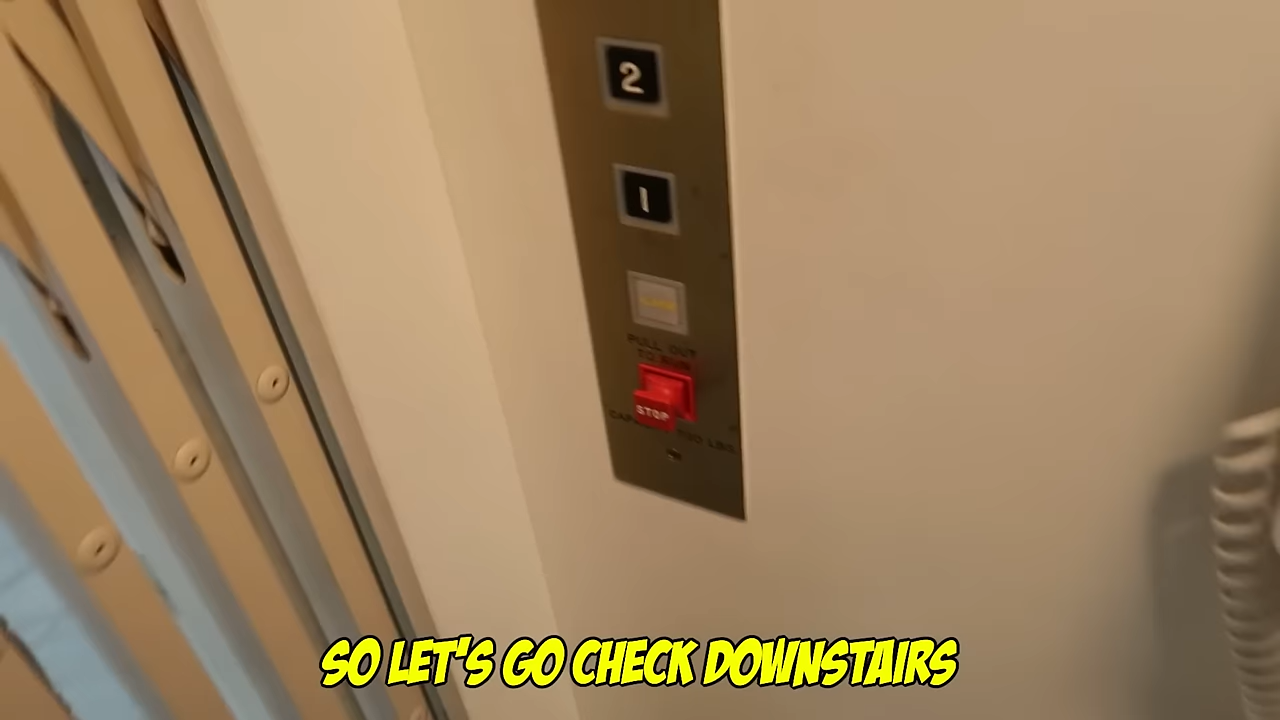 2
1
PULL OUT
TO RUN
STOP
SO LET'S GO CHECK DOWNSTAIRS